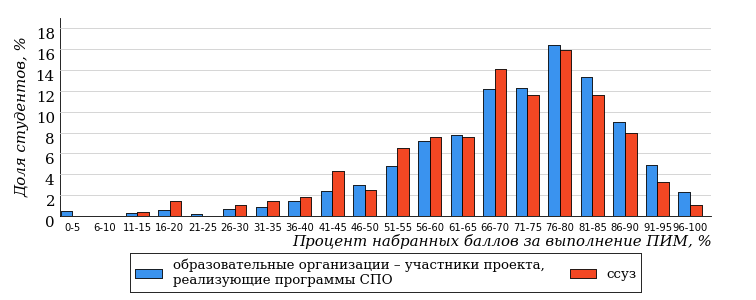 Доля студентов, %
18
16
14
12
10
8
6
4
2
0
0-5 6-10 11-15 16-20 21-25 26-30 31-35 36-40 41-45 46-50 51-55 56-60 61-65 66-70 71-75 76-80 81-85 86-90 91-95 96-100
Процент набранных баллов за выполнение ПИМ, %
образовательные организации – участники проекта,
реализующие программы СПО
ссуз